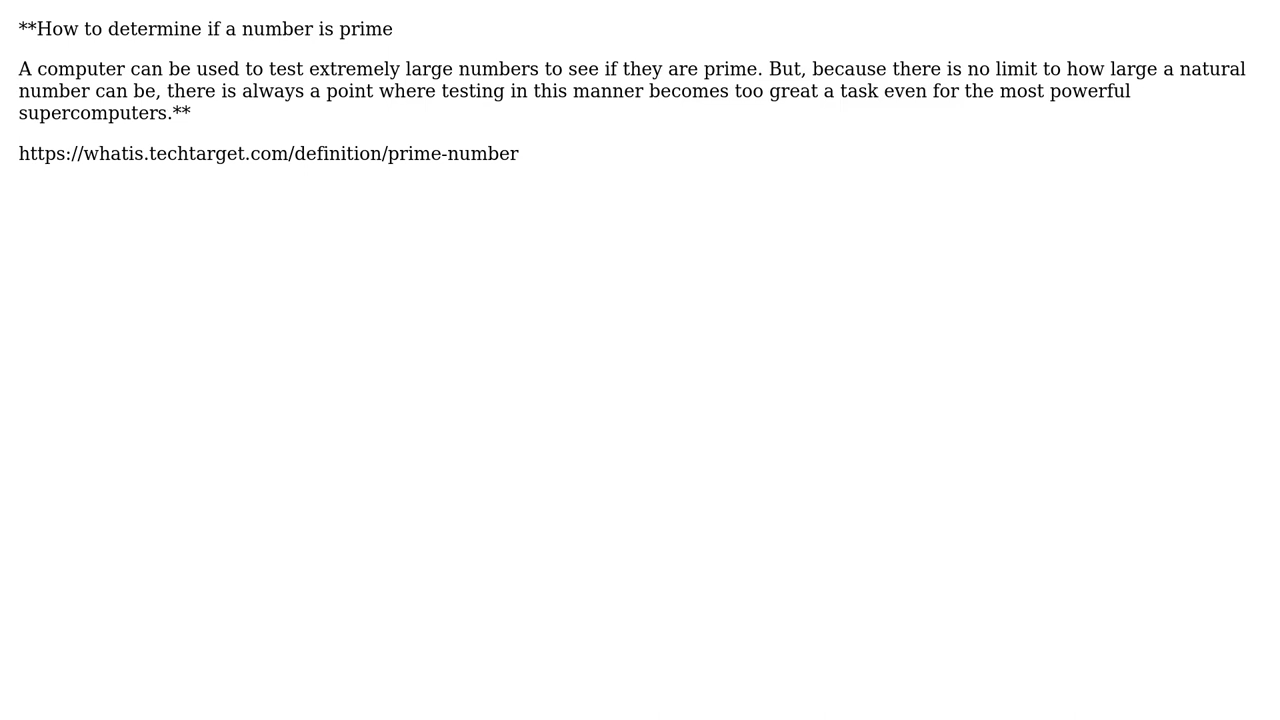 **How to determine if a number is prime
A computer can be used to test extremely large numbers to see if they are prime. But, because there is no limit to how large a natural
number can be, there is always a point where testing in this manner becomes too great a task even for the most powerful
supercomputers.**
https://whatis.techtarget.com/definition/prime-number